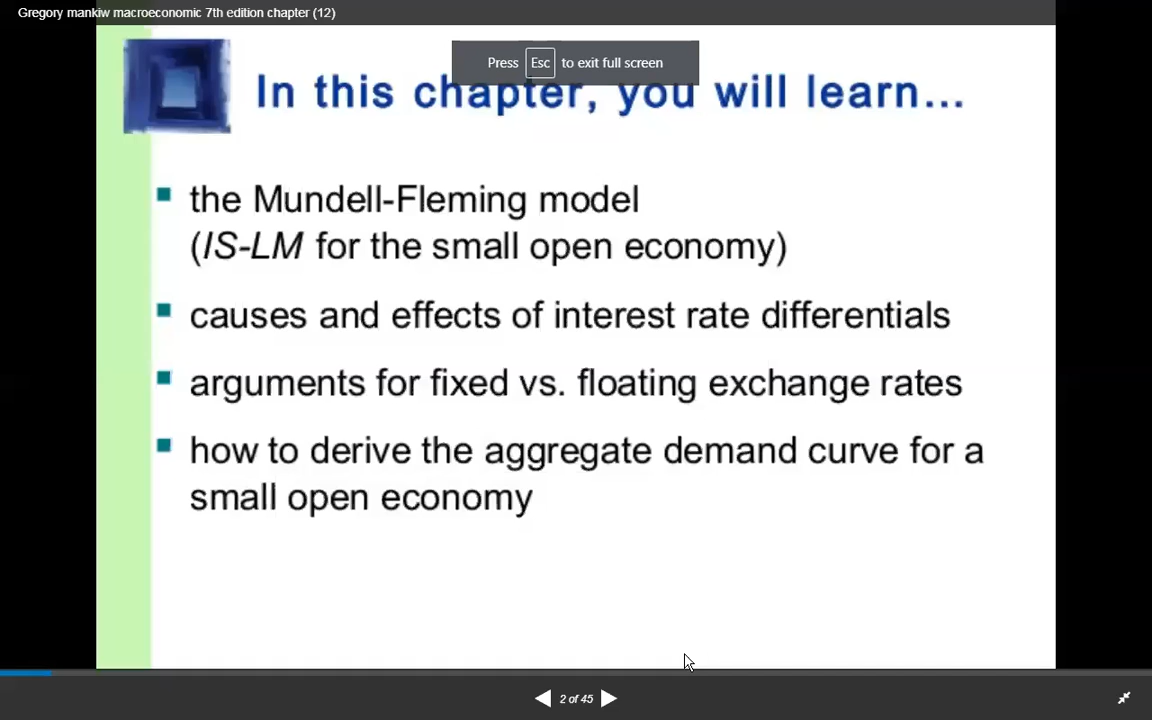 Gregory mankiw macroeconomic 7th edition chapter (12)
Press Esc to exit full screen
In this chapter, you will learn...
the Mundell-Fleming model
(IS-LM for the small open economy)
causes and effects of interest rate differentials
arguments for fixed vs. floating exchange rates
how to derive the aggregate demand curve for a
small open economy
2 of 45